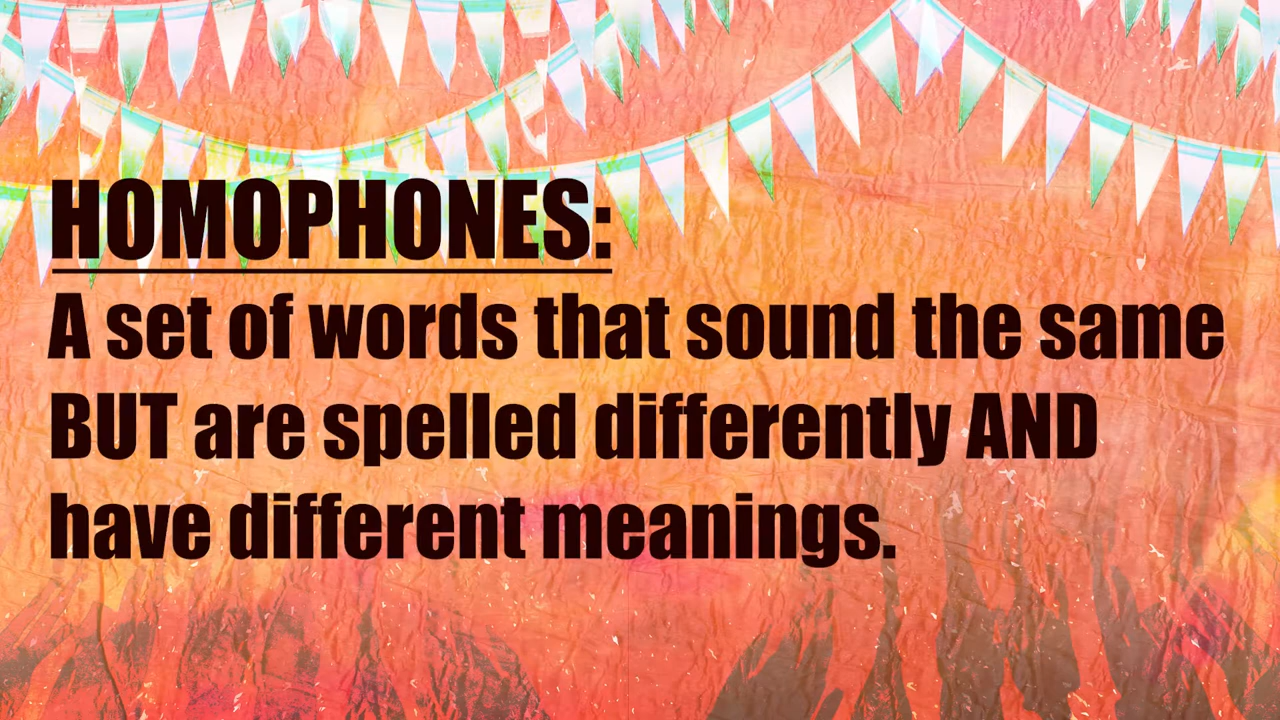 HOMOPHONES:
A set of words that sound the same
BUT are spelled differently AND
have different meanings.